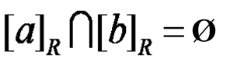 [a]_R ⋂ [b]_R = Ø